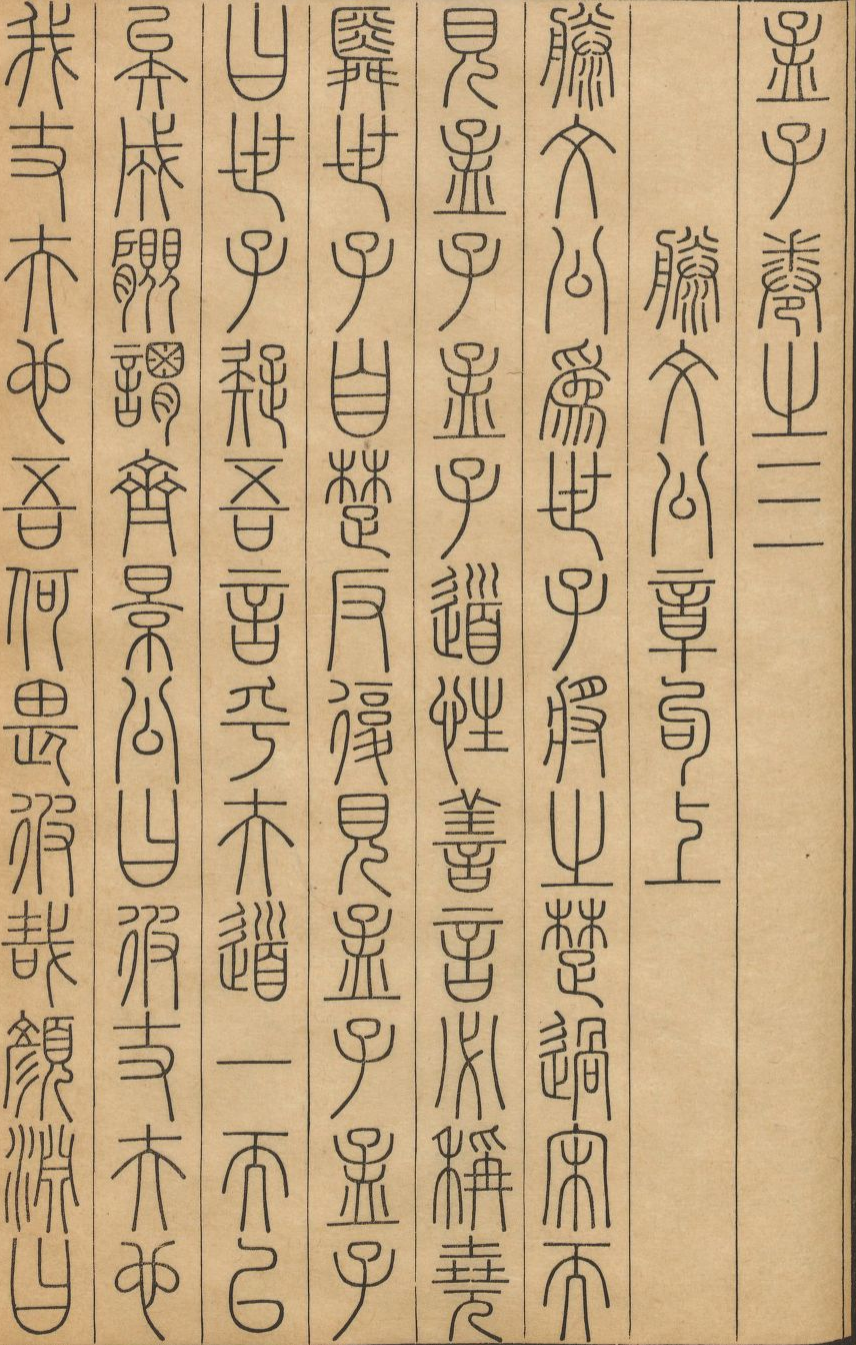 孟子卷之三
滕文公章句上
滕文公爲世子將之楚過宋而
見孟子孟子道性善言必稱堯
舜世子自楚反復見孟子孟子
曰世子疑吾言乎夫道一而已
矣成覵謂齊景公曰彼丈夫也
我丈夫也吾何畏彼哉顏淵曰